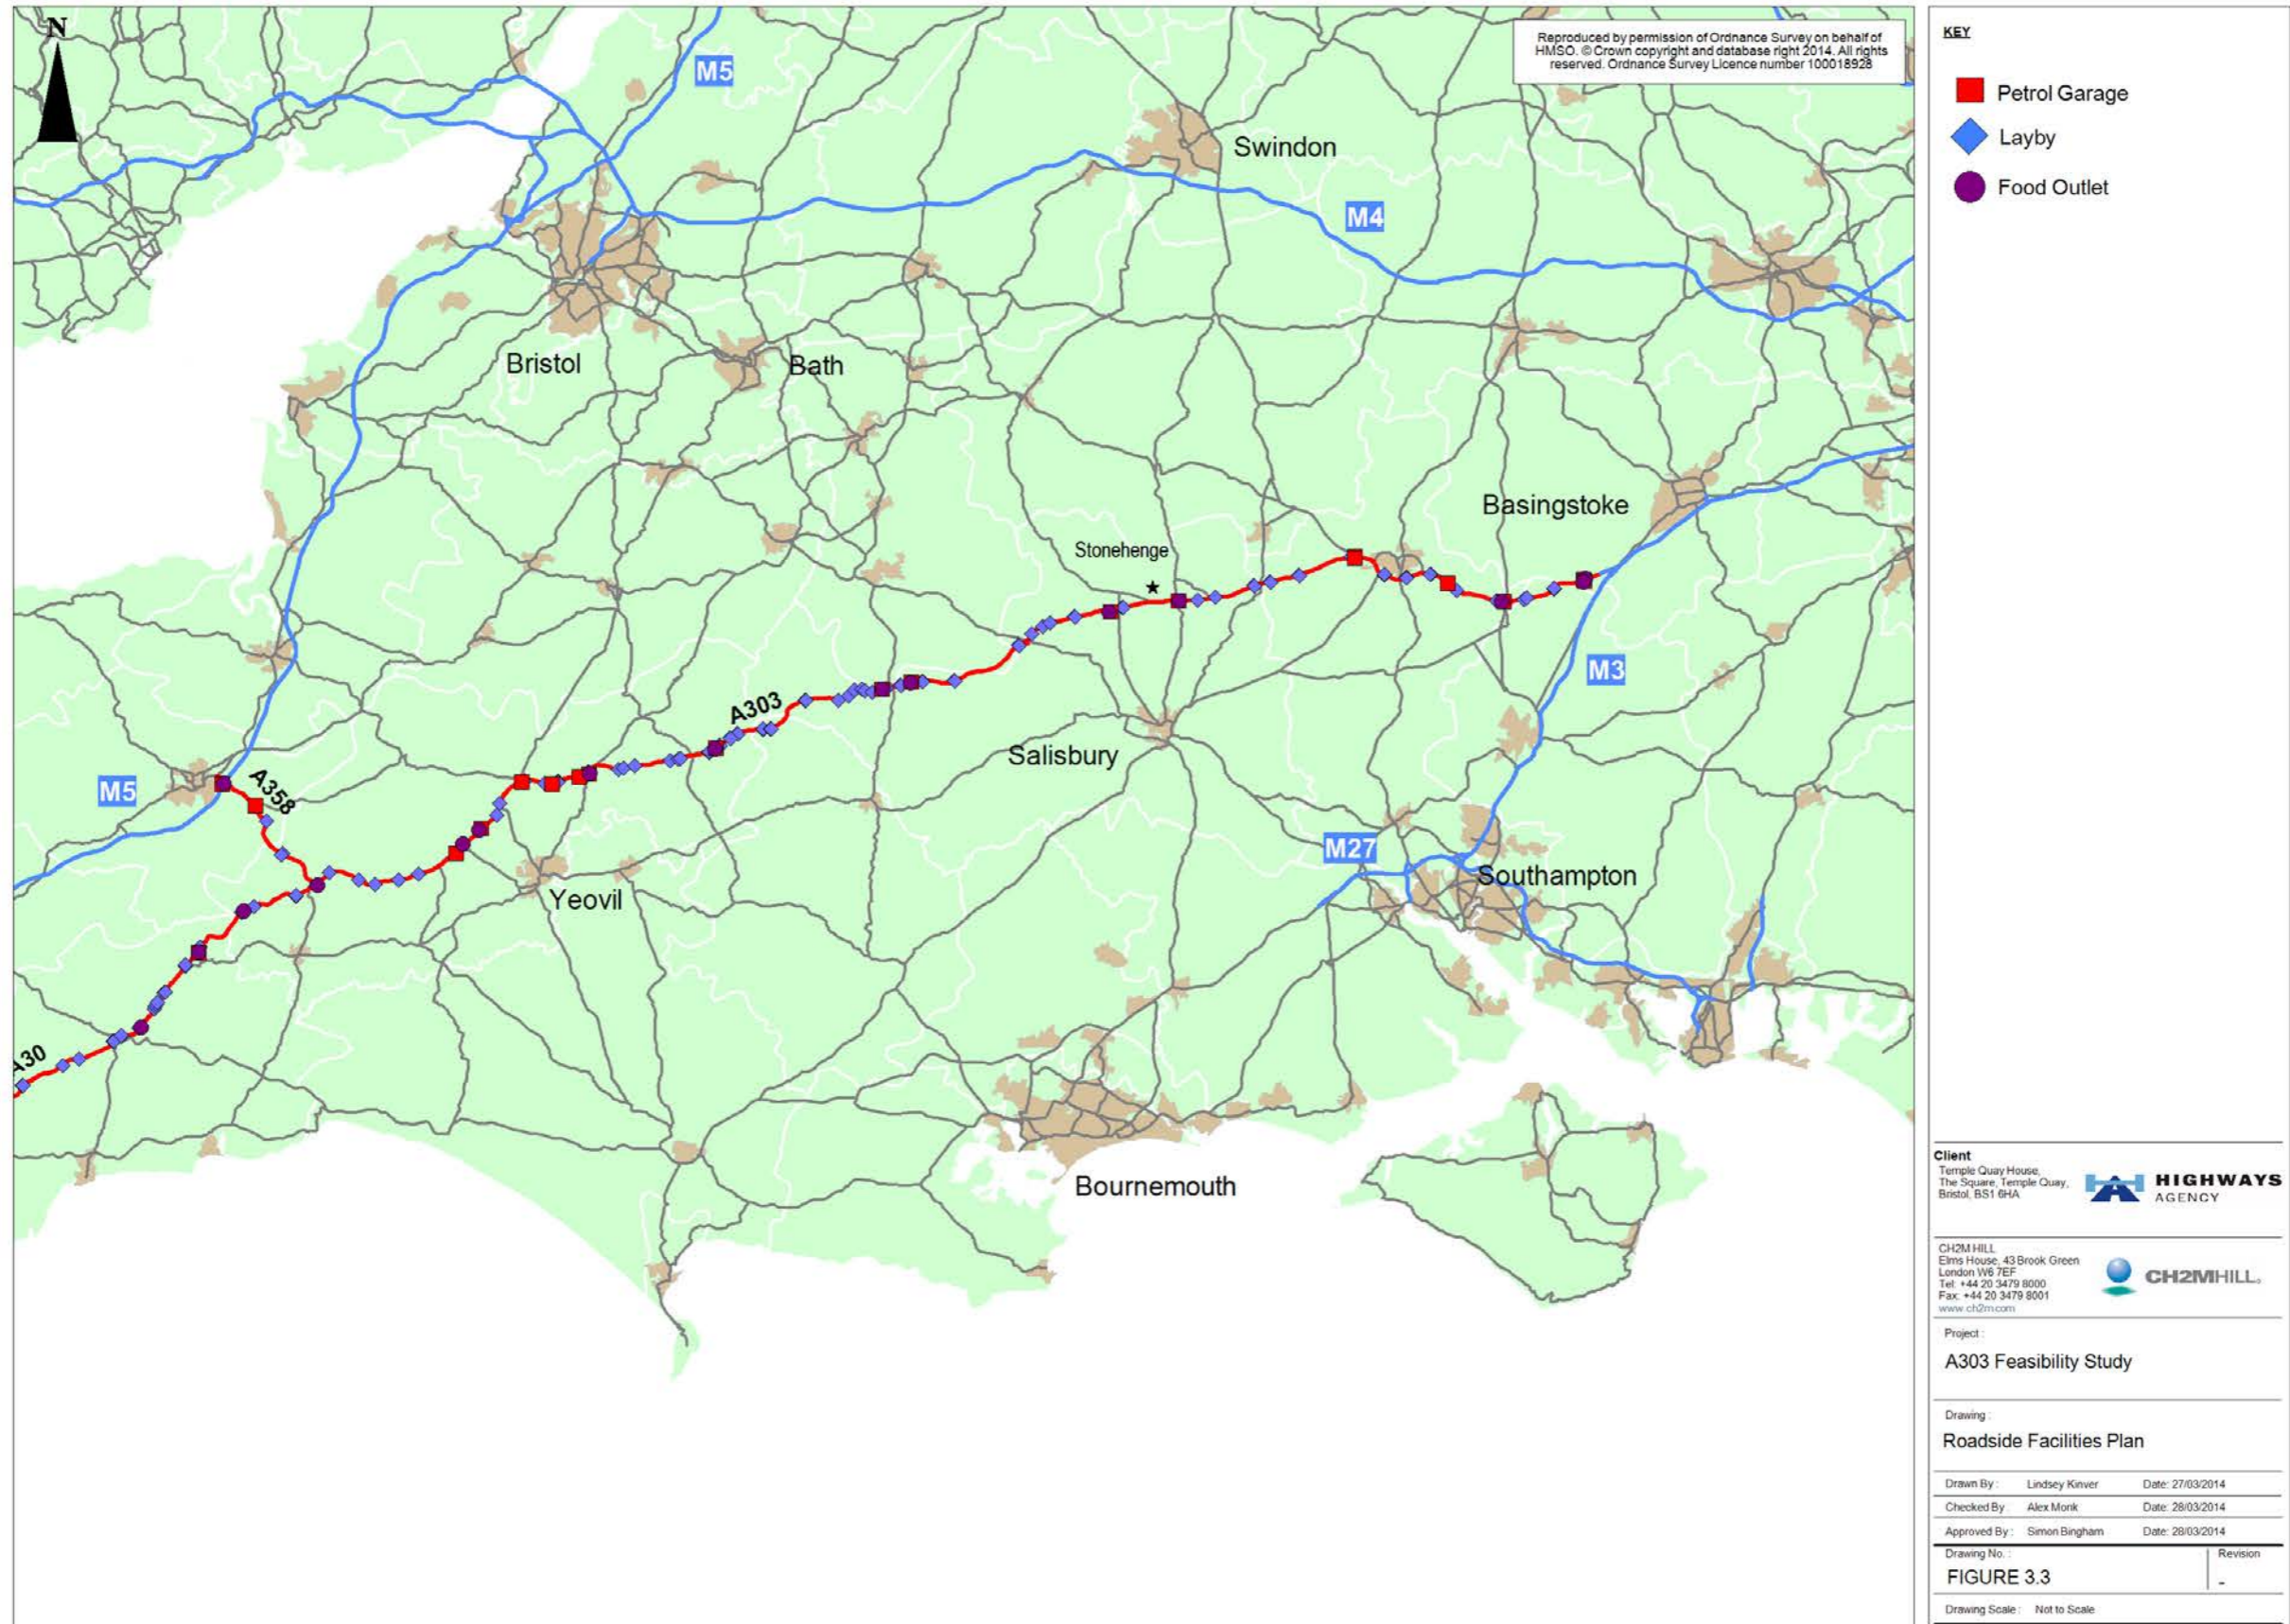 N
Reproduced by permission of Ordnance Survey on behalf of
HMSO. © Crown copyright and database right 2014. All rights
reserved. Ordnance Survey Licence number 100018928
M5
Swindon
M4
Bristol
Bath
Basingstoke
Stonehenge
M3
A303
Salisbury
M5
A358
M27
Southampton
Yeovil
A30
Bournemouth
KEY
Petrol Garage
Layby
Food Outlet
Client
Temple Quay House,
The Square, Temple Quay,
Bristol, BS1 6HA
HIGHWAYS
AGENCY
CH2M HILL
Elms House, 43 Brook Green
London W6 7EF
Tel: +44 20 3479 8000
Fax: +44 20 3479 8001
www.ch2m.com
CH2MHILL®
Project :
A303 Feasibility Study
Drawing :
Roadside Facilities Plan
Drawn By : Lindsey Kinver Date: 27/03/2014
Checked By : Alex Monk Date: 28/03/2014
Approved By : Simon Bingham Date: 28/03/2014
Drawing No. : Revision
FIGURE 3.3 -
Drawing Scale : Not to Scale